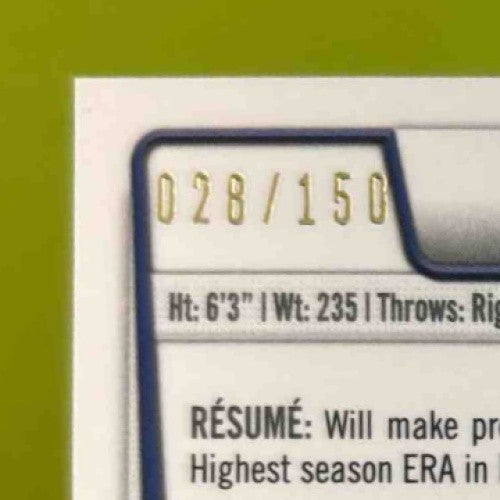 028/150
Ht: 6'3" | Wt: 235 | Throws:
RÉSUMÉ: Will make
Highest season ERA in